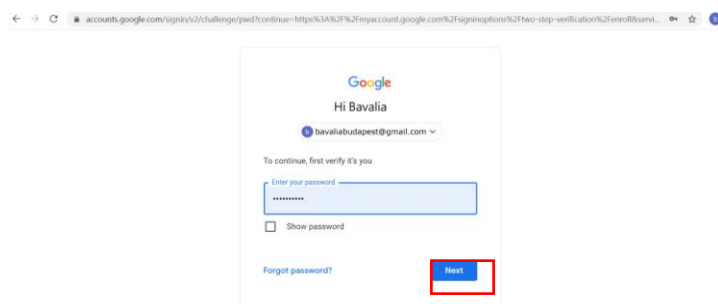 accounts.google.com/signin/v2/challenge/pwd?continue=https%3A%2F%2Fmyaccount.google.com%2Fsigninoptions%2Ftwo-step-verification%2Fenroll&servi...
Google
Hi Bavalia
b bavaliabudapest@gmail.com
To continue, first verify it's you
Enter your password
••••••••••
Show password
Forgot password? Next